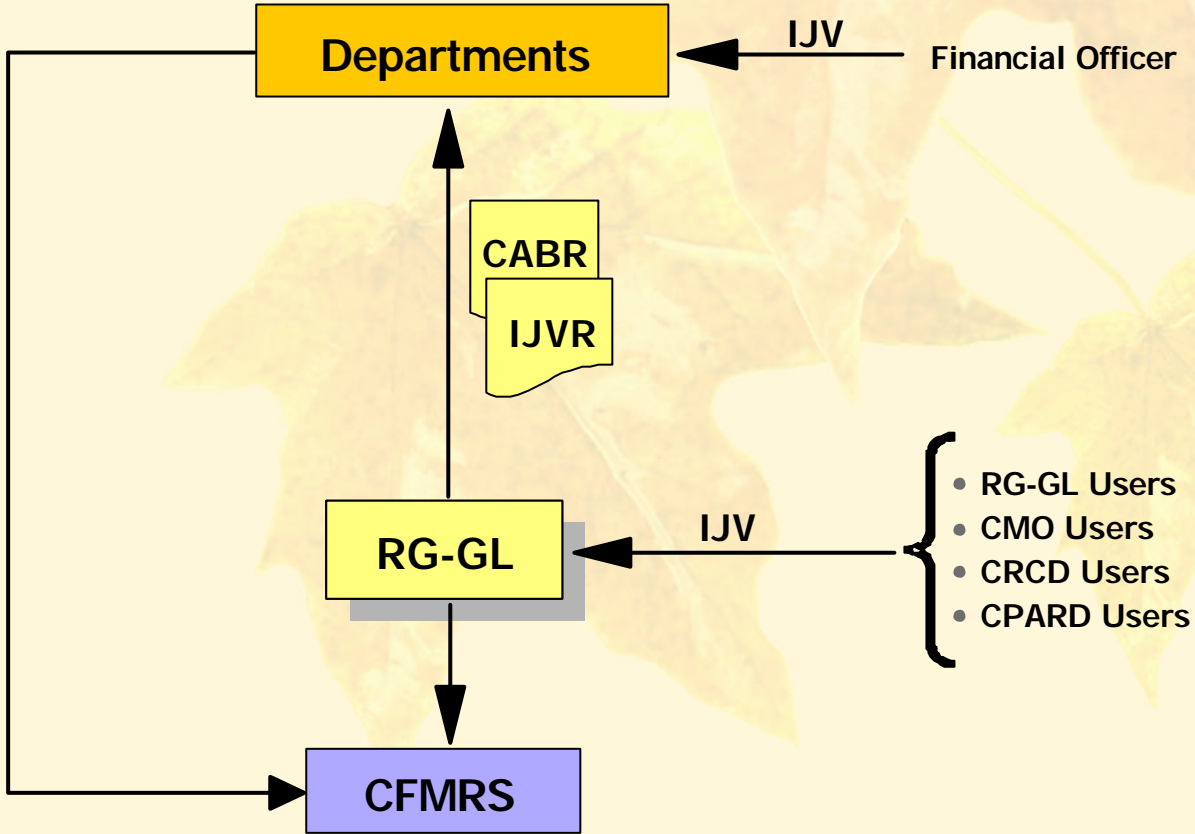 Departments
IJV
Financial Officer
CABR
IJVR
RG-GL
IJV
• RG-GL Users
• CMO Users
• CRCD Users
• CPARD Users
CFMRS